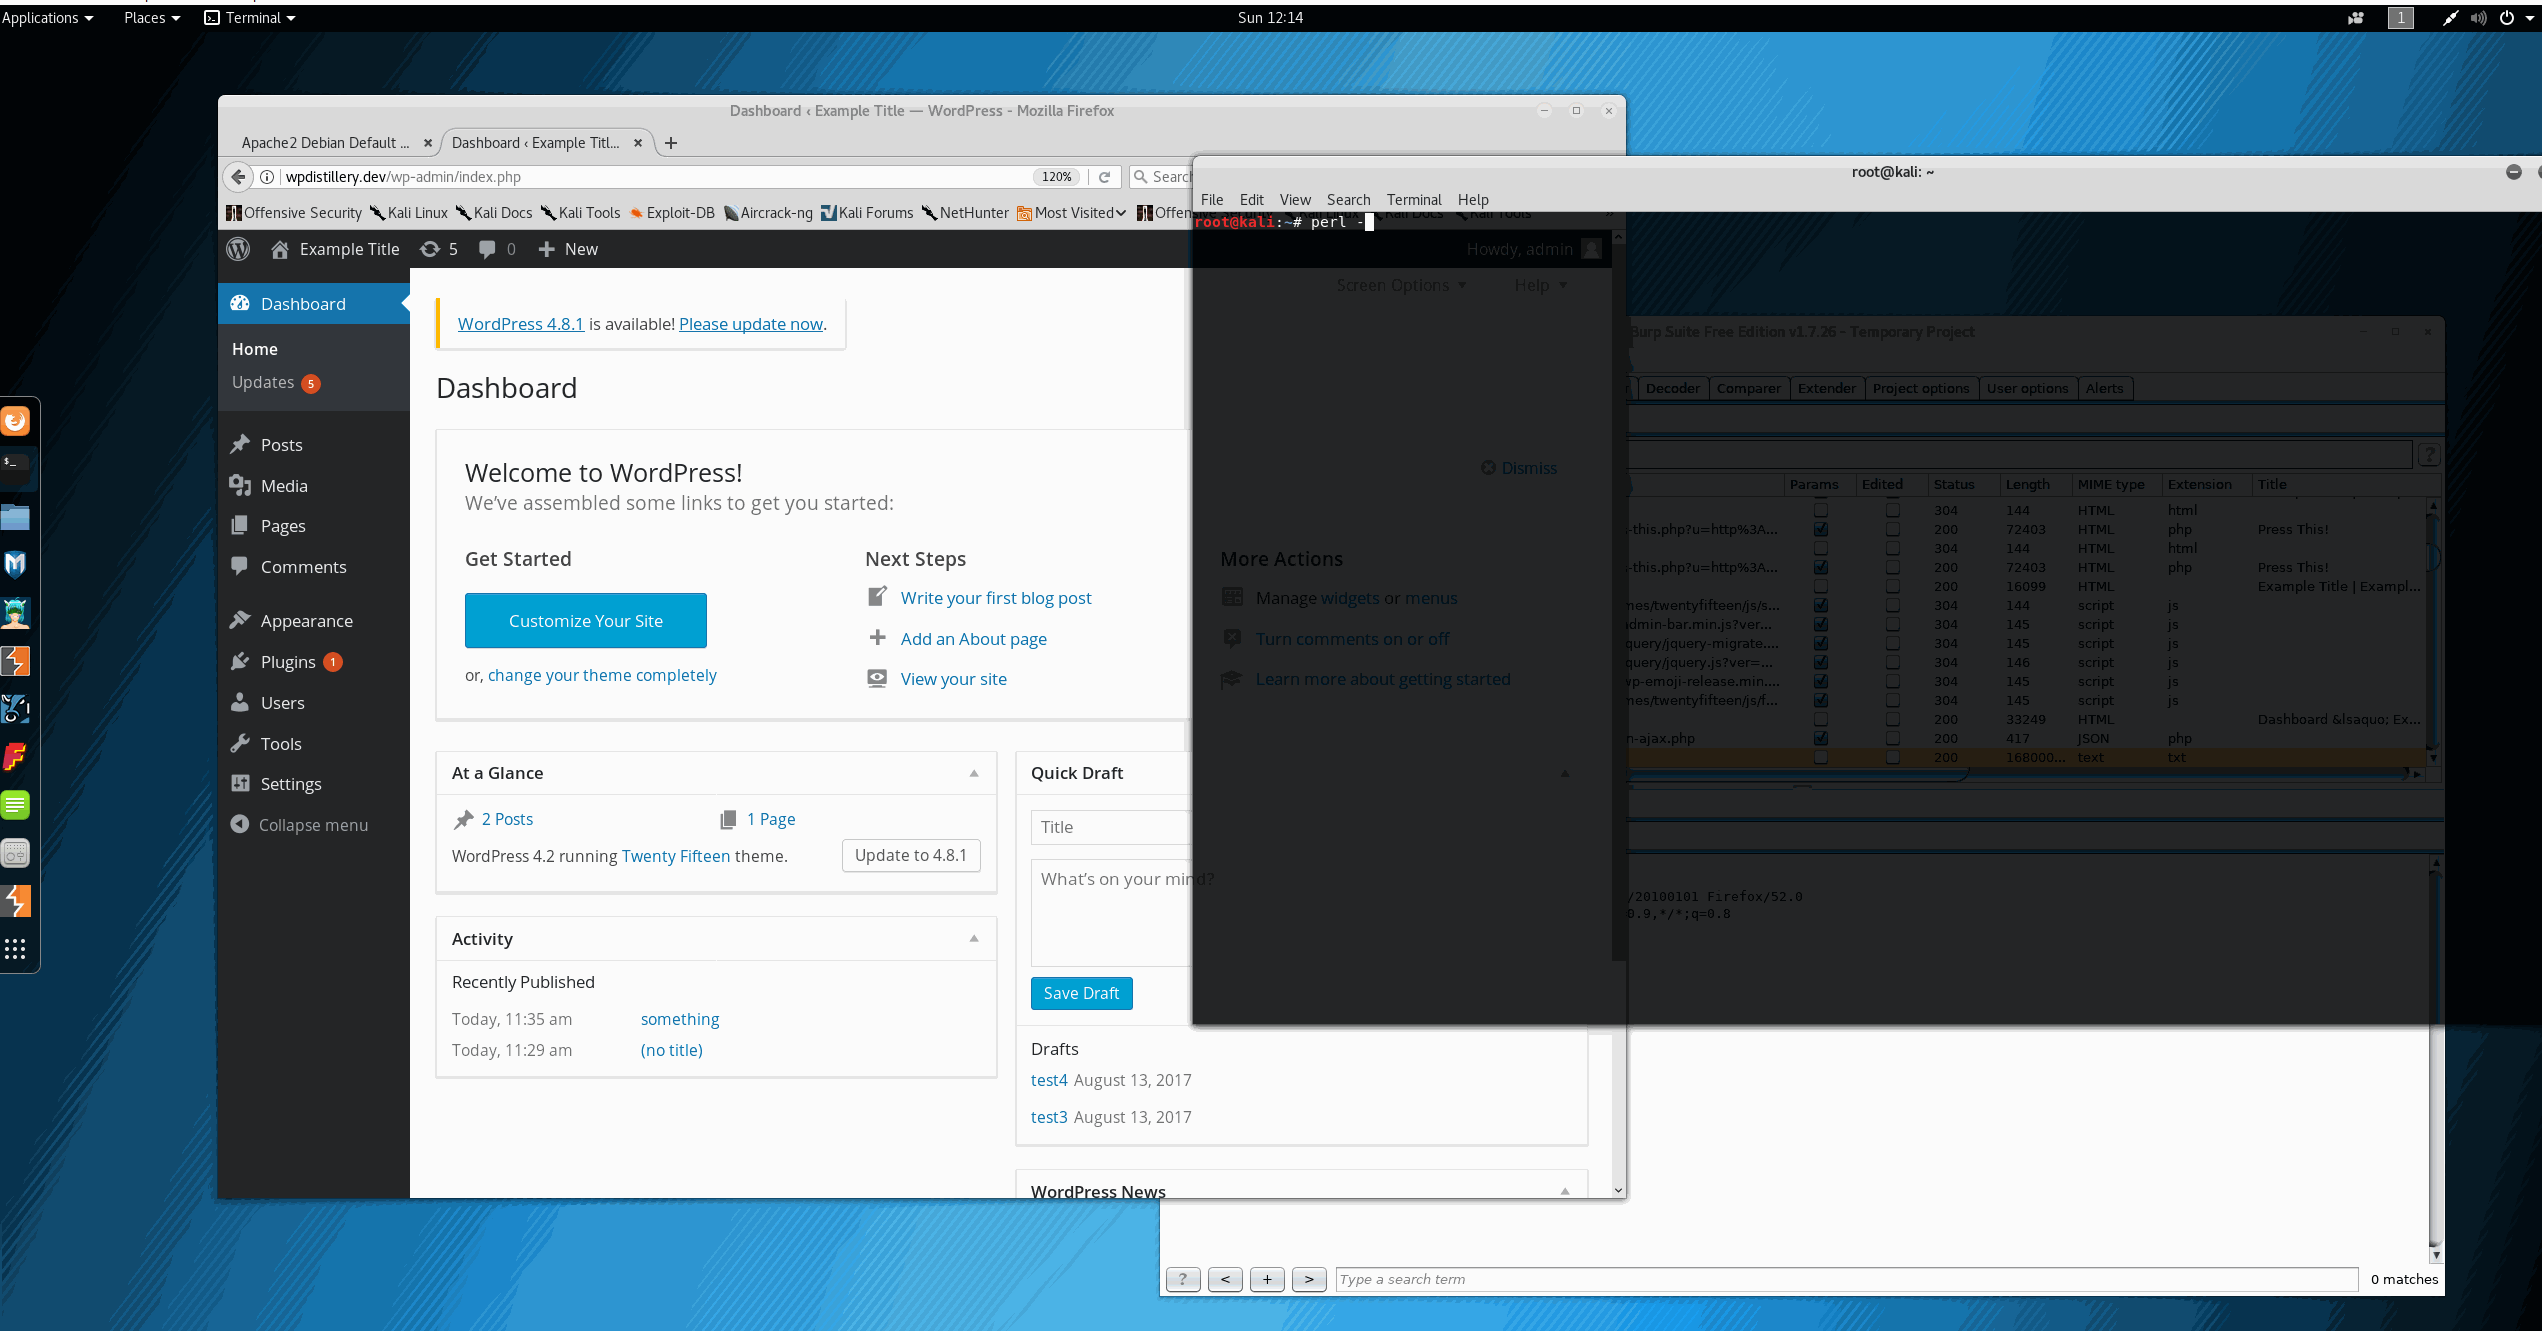 Applications
Places
Terminal
Sun 12:14
1
Dashboard ‹ Example Title — WordPress - Mozilla Firefox
Apache2 Debian Default ...
Dashboard ‹ Example Titl...
wpdistillery.dev/wp-admin/index.php
120%
Search
Offensive Security
Kali Linux
Kali Docs
Kali Tools
Exploit-DB
Aircrack-ng
Kali Forums
NetHunter
Most Visited
Example Title
5
0
New
Howdy, admin
Dashboard
Home
Updates 5
Posts
Media
Pages
Comments
Appearance
Plugins 1
Users
Tools
Settings
Collapse menu
Screen Options
Help
WordPress 4.8.1 is available! Please update now.
Dashboard
Welcome to WordPress!
We've assembled some links to get you started:
Dismiss
Get Started
Customize Your Site
or, change your theme completely
Next Steps
Write your first blog post
Add an About page
View your site
More Actions
Manage widgets or menus
Turn comments on or off
Learn more about getting started
At a Glance
2 Posts
1 Page
WordPress 4.2 running Twenty Fifteen theme.
Update to 4.8.1
Activity
Recently Published
Today, 11:35 am something
Today, 11:29 am (no title)
Quick Draft
Title
What's on your mind?
Save Draft
Drafts
test4 August 13, 2017
test3 August 13, 2017
WordPress News
root@kali: ~
File Edit View Search Terminal Help
root@kali:~# perl -
Burp Suite Free Edition v1.7.26 - Temporary Project
Decoder Comparer Extender Project options User options Alerts
?
Params Edited Status Length MIME type Extension Title
304 144 HTML html
-this.php?u=http%3A... 200 72403 HTML php Press This!
304 144 HTML html
-this.php?u=http%3A... 200 72403 HTML php Press This!
200 16099 HTML Example Title | Exampl...
mes/twentyfifteen/js/s... 304 144 script js
admin-bar.min.js?ver... 304 145 script js
query/jquery-migrate.... 304 145 script js
query/jquery.js?ver=... 304 146 script js
wp-emoji-release.min.... 304 145 script js
mes/twentyfifteen/js/f... 304 145 script js
200 33249 HTML Dashboard &lsaquo; Ex...
n-ajax.php 200 417 JSON php
200 168000... text txt
/20100101 Firefox/52.0
0.9,*/*;q=0.8
? < + > Type a search term 0 matches